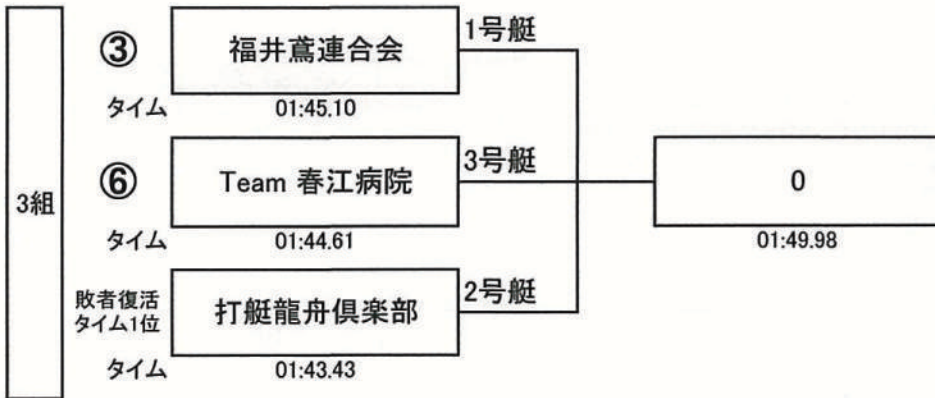 3組
③
福井鳶連合会
1号艇
タイム
01:45.10
⑥
Team 春江病院
3号艇
タイム
01:44.61
0
01:49.98
敗者復活
タイム1位
打艇龍舟倶楽部
2号艇
タイム
01:43.43